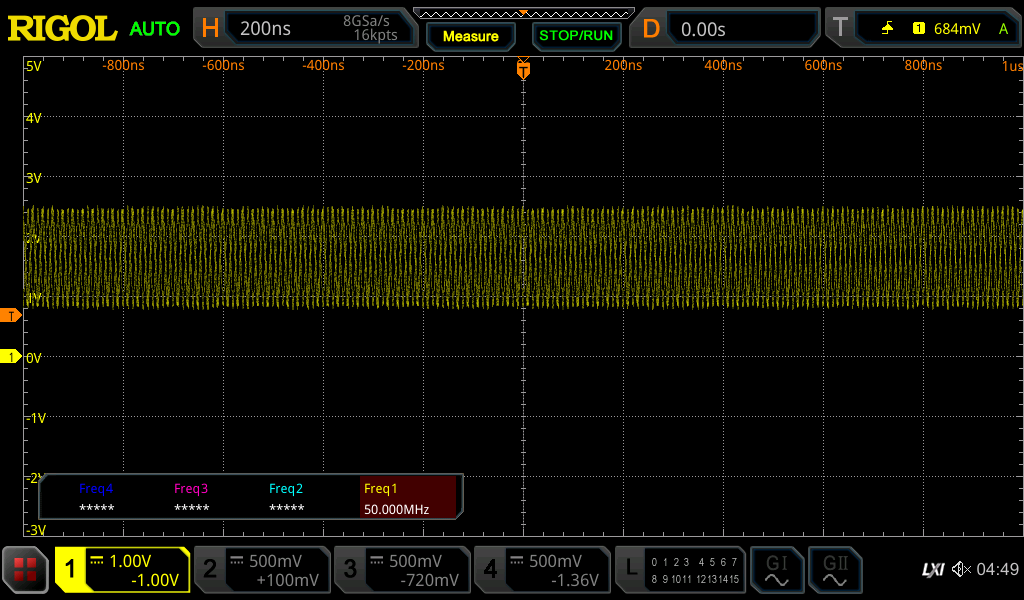 RIGOL AUTO H 200ns 8GSa/s 16kpts Measure STOP/RUN D 0.00s T 1 684mV A
5V -800ns -600ns -400ns -200ns T 200ns 400ns 600ns 800ns 1us
4V
3V
2V
1V
T
1 0V
-1V
-2V
Freq4 Freq3 Freq2 Freq1
***** ***** ***** 50.000MHz
-3V
1 1.00V -1.00V 2 500mV +100mV 3 500mV -720mV 4 500mV -1.36V L 0 1 2 3 4 5 6 7 GI GII
8 9 10 11 12 13 14 15 LXI 04:49